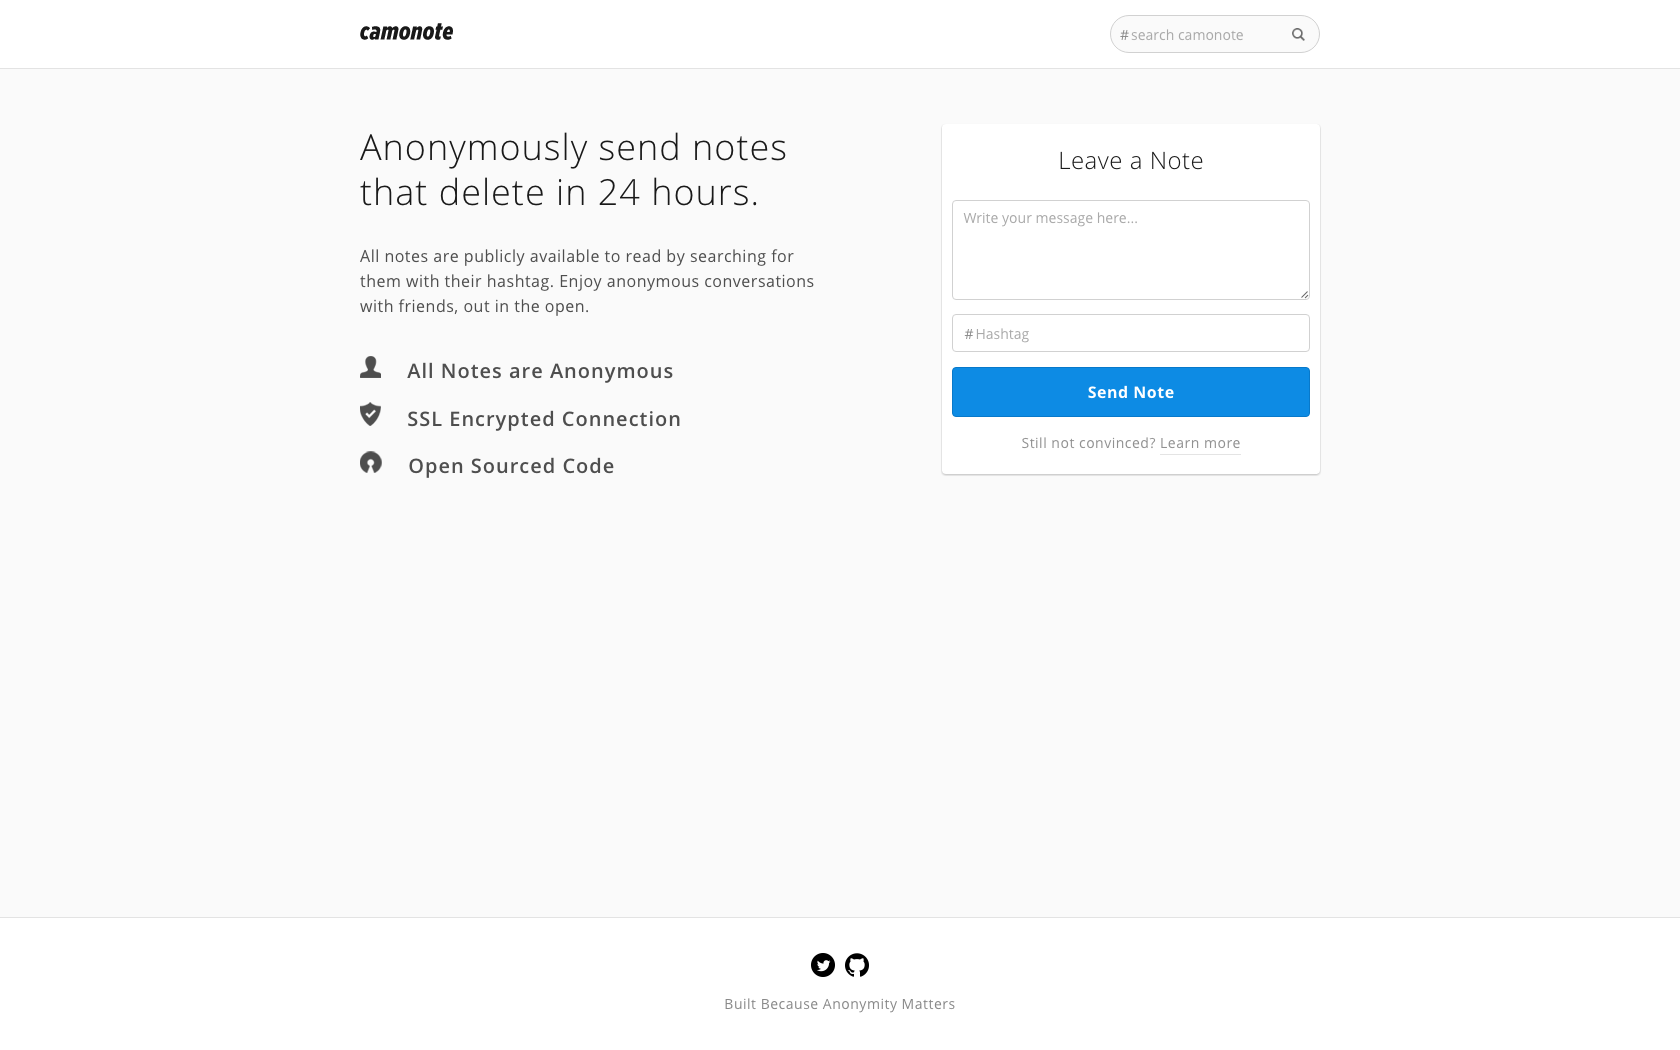 camonote
# search camonote
Anonymously send notes
that delete in 24 hours.
All notes are publicly available to read by searching for
them with their hashtag. Enjoy anonymous conversations
with friends, out in the open.
All Notes are Anonymous
SSL Encrypted Connection
Open Sourced Code
Leave a Note
Write your message here...
# Hashtag
Send Note
Still not convinced? Learn more
Built Because Anonymity Matters